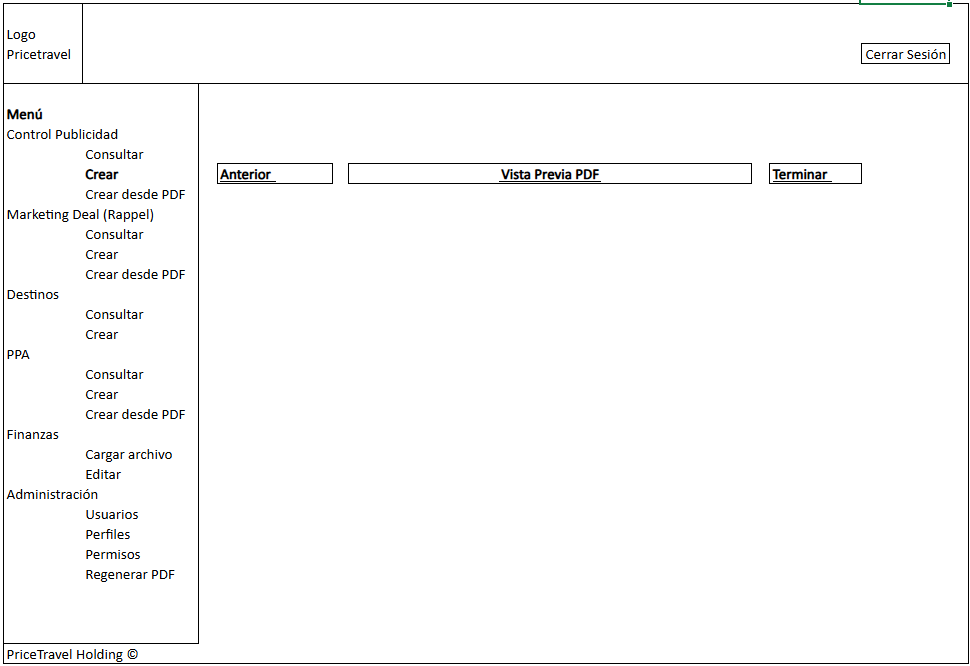 Logo
Pricetravel
Cerrar Sesión
Menú
Control Publicidad
Consultar
Crear
Anterior
Vista Previa PDF
Terminar
Crear desde PDF
Marketing Deal (Rappel)
Consultar
Crear
Crear desde PDF
Destinos
Consultar
Crear
PPA
Consultar
Crear
Crear desde PDF
Finanzas
Cargar archivo
Editar
Administración
Usuarios
Perfiles
Permisos
Regenerar PDF
PriceTravel Holding ©